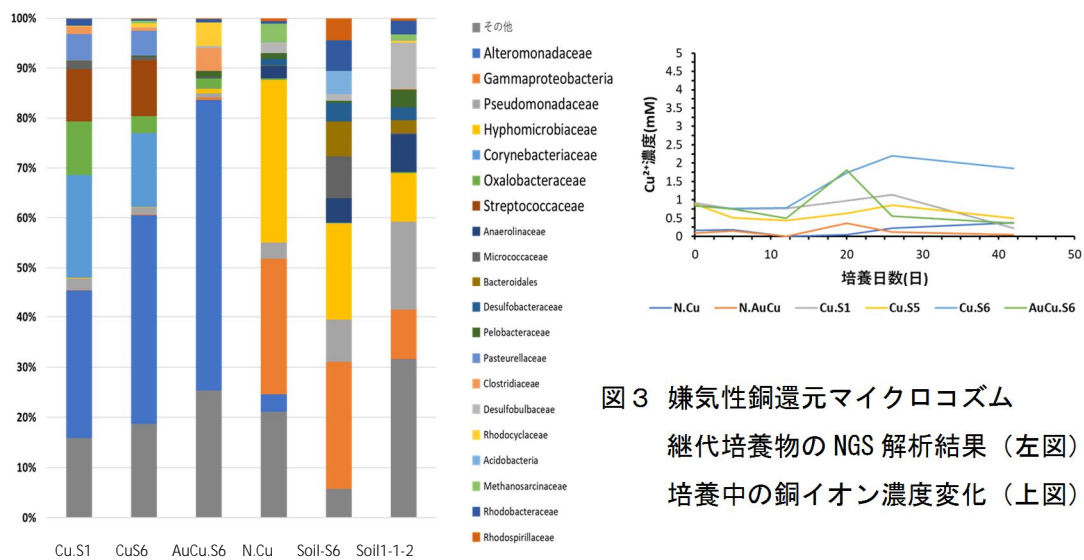 100%
90%
80%
70%
60%
50%
40%
30%
20%
10%
0%
Cu.S1 CuS6 AuCu.S6 N.Cu Soil-S6 Soil1-1-2
その他
Alteromonadaceae
Gammaproteobacteria
Pseudomonadaceae
Hyphomicrobiaceae
Corynebacteriaceae
Oxalobacteraceae
Streptococcaceae
Anaerolinaceae
Micrococcaceae
Bacteroidales
Desulfobacteraceae
Pelobacteraceae
Pasteurellaceae
Clostridiaceae
Desulfobulbaceae
Rhodocyclaceae
Acidobacteria
Methanosarcinaceae
Rhodobacteraceae
Rhodospirillaceae
Cu²⁺濃度(mM)
5
4.5
4
3.5
3
2.5
2
1.5
1
0.5
0
0 10 20 30 40 50
培養日数(日)
N.Cu N.AuCu Cu.S1 Cu.S5 Cu.S6 AuCu.S6
図３ 嫌気性銅還元マイクロコズム
継代培養物の NGS 解析結果（左図）
培養中の銅イオン濃度変化（上図）